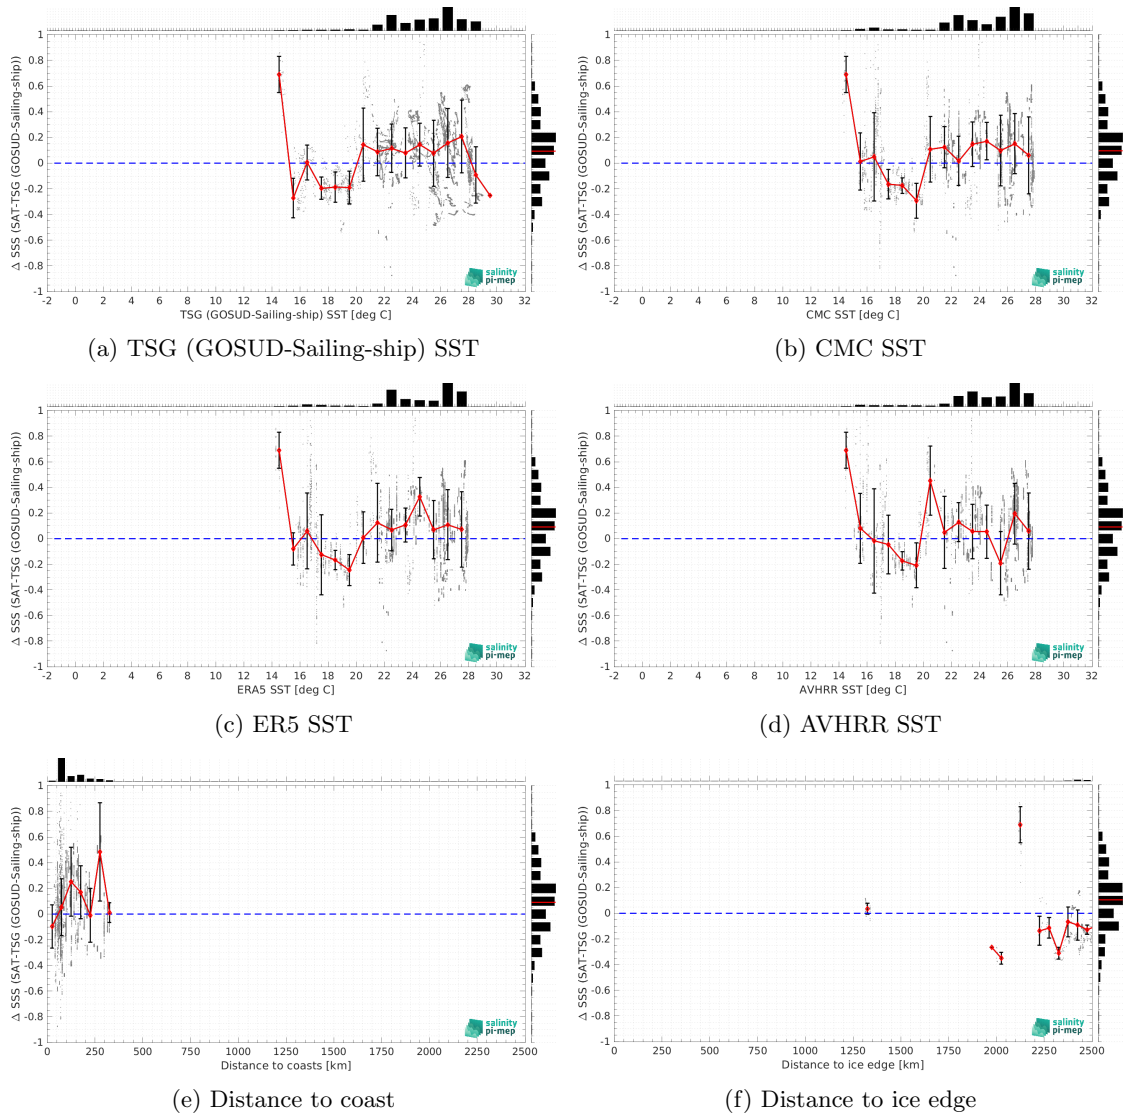 1
0.8
0.6
0.4
0.2
0
-0.2
-0.4
-0.6
-0.8
-1
Δ SSS (SAT-TSG (GOSUD-Sailing-ship))
salinity
pi-mep
-2 0 2 4 6 8 10 12 14 16 18 20 22 24 26 28 30 32
TSG (GOSUD-Sailing-ship) SST [deg C]
(a) TSG (GOSUD-Sailing-ship) SST
1
0.8
0.6
0.4
0.2
0
-0.2
-0.4
-0.6
-0.8
-1
Δ SSS (SAT-TSG (GOSUD-Sailing-ship))
salinity
pi-mep
-2 0 2 4 6 8 10 12 14 16 18 20 22 24 26 28 30 32
CMC SST [deg C]
(b) CMC SST
1
0.8
0.6
0.4
0.2
0
-0.2
-0.4
-0.6
-0.8
-1
Δ SSS (SAT-TSG (GOSUD-Sailing-ship))
salinity
pi-mep
-2 0 2 4 6 8 10 12 14 16 18 20 22 24 26 28 30 32
ERA5 SST [deg C]
(c) ER5 SST
1
0.8
0.6
0.4
0.2
0
-0.2
-0.4
-0.6
-0.8
-1
Δ SSS (SAT-TSG (GOSUD-Sailing-ship))
salinity
pi-mep
-2 0 2 4 6 8 10 12 14 16 18 20 22 24 26 28 30 32
AVHRR SST [deg C]
(d) AVHRR SST
1
0.8
0.6
0.4
0.2
0
-0.2
-0.4
-0.6
-0.8
-1
Δ SSS (SAT-TSG (GOSUD-Sailing-ship))
salinity
pi-mep
0 250 500 750 1000 1250 1500 1750 2000 2250 2500
Distance to coasts [km]
(e) Distance to coast
1
0.8
0.6
0.4
0.2
0
-0.2
-0.4
-0.6
-0.8
-1
Δ SSS (SAT-TSG (GOSUD-Sailing-ship))
salinity
pi-mep
0 250 500 750 1000 1250 1500 1750 2000 2250 2500
Distance to ice edge [km]
(f) Distance to ice edge